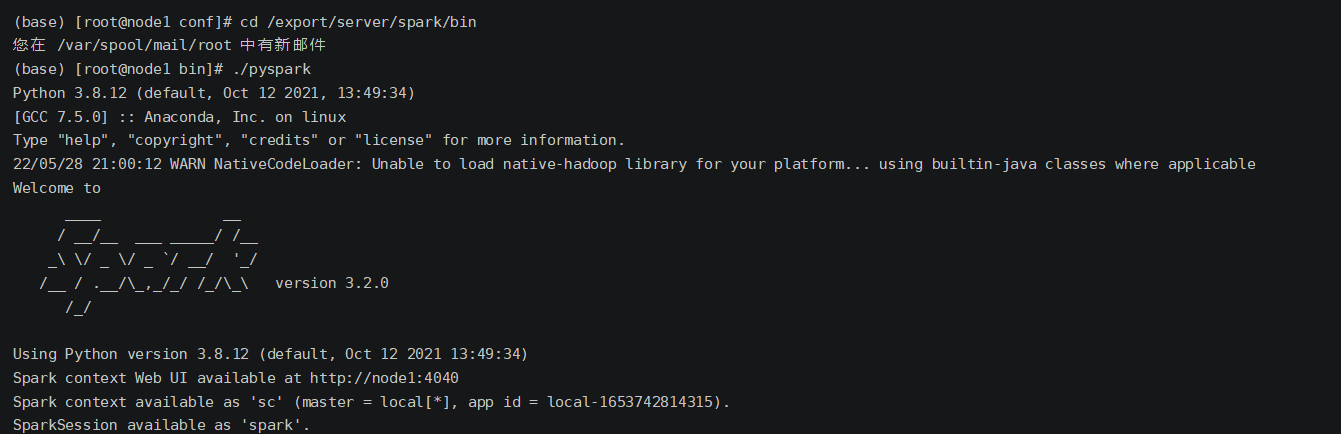 (base) [root@node1 conf]# cd /export/server/spark/bin
您在 /var/spool/mail/root 中有新邮件
(base) [root@node1 bin]# ./pyspark
Python 3.8.12 (default, Oct 12 2021, 13:49:34)
[GCC 7.5.0] :: Anaconda, Inc. on linux
Type "help", "copyright", "credits" or "license" for more information.
22/05/28 21:00:12 WARN NativeCodeLoader: Unable to load native-hadoop library for your platform... using builtin-java classes where applicable
Welcome to
      ____              __
     / __/__  ___ _____/ /__
    _\ \/ _ \/ _ `/ __/  '_/
   /__ / .__/\_,_/_/ /_/\_\   version 3.2.0
      /_/
Using Python version 3.8.12 (default, Oct 12 2021 13:49:34)
Spark context Web UI available at http://node1:4040
Spark context available as 'sc' (master = local[*], app id = local-1653742814315).
SparkSession available as 'spark'.